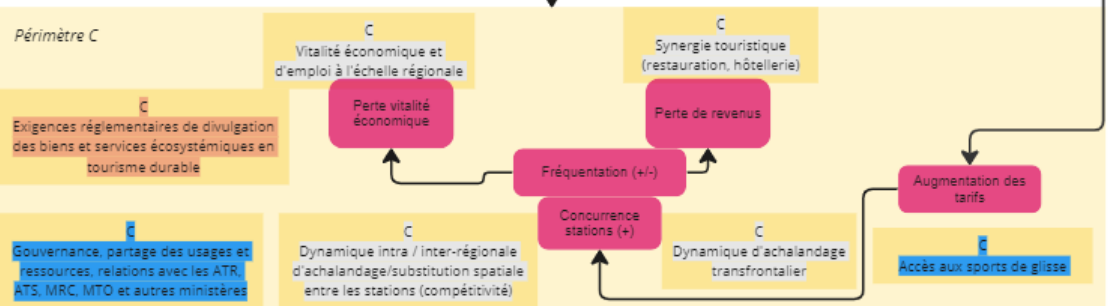 Périmètre C
C
Vitalité économique et
d'emploi à l'échelle régionale
C
Synergie touristique
(restauration, hôtellerie)
Perte vitalité
économique
Perte de revenus
C
Exigences réglementaires de divulgation
des biens et services écosystémiques en
tourisme durable
Fréquentation (+/-)
Augmentation des
tarifs
Concurrence
stations (+)
C
Gouvernance, partage des usages et
ressources, relations avec les ATR,
ATS, MRC, MTO et autres ministères
C
Dynamique intra / inter-régionale
d'achalandage/substitution spatiale
entre les stations (compétitivité)
C
Dynamique d'achalandage
transfrontalier
C
Accès aux sports de glisse